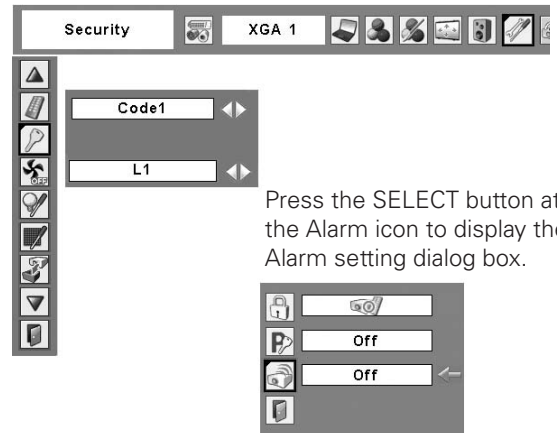 Security
XGA 1
Code1
OFF
L1
Press the SELECT button at
the Alarm icon to display the
Alarm setting dialog box.
P
Off
Off